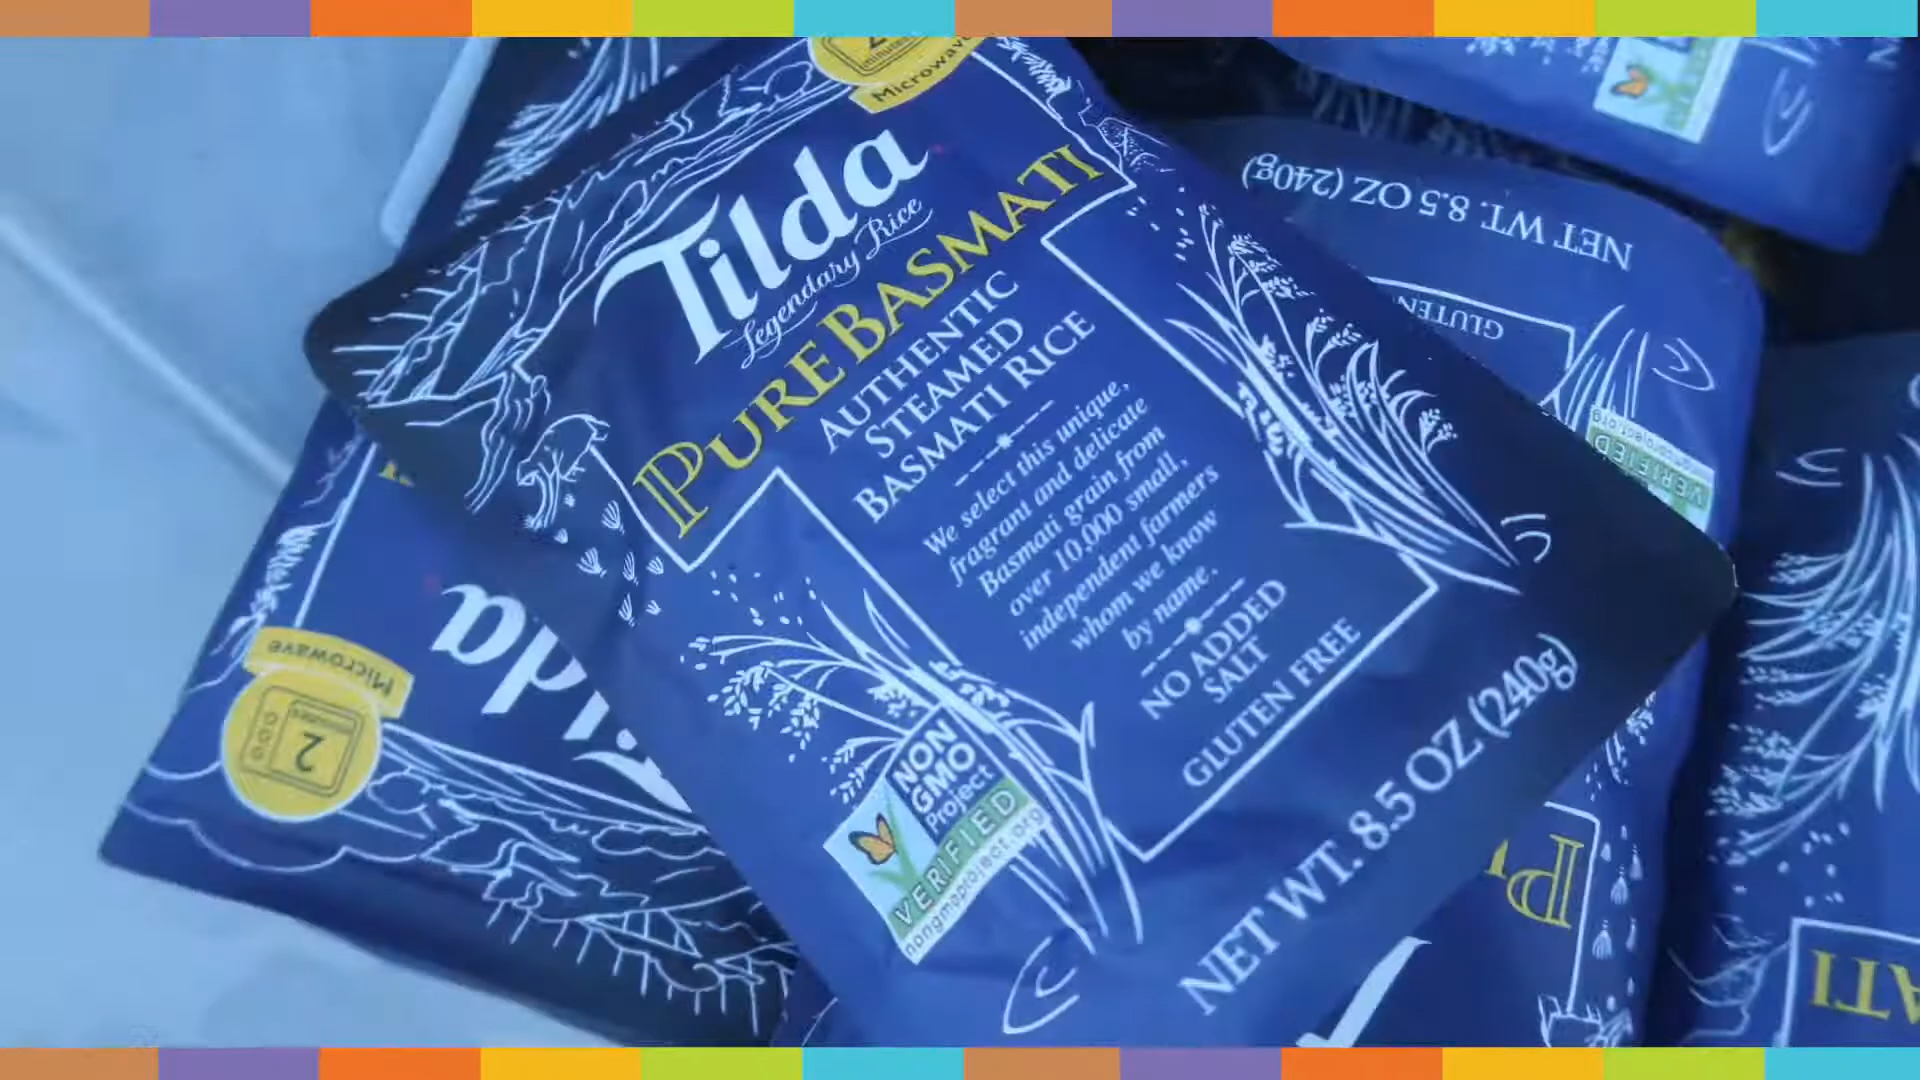 2
minutes
Microwave
Tilda
Legendary Rice
PURE BASMATI
AUTHENTIC
STEAMED
BASMATI RICE
We select this unique,
fragrant and delicate
Basmati grain from
over 10,000 small,
independent farmers
whom we know
by name.
NO ADDED
SALT
GLUTEN FREE
NET WT. 8.5 OZ (240g)
NON
GMO
Project
VERIFIED
nongmoproject.org
Microwave
2
minutes
Tilda
NET WT. 8.5 OZ (240g)
GLUTEN
VERIFIED